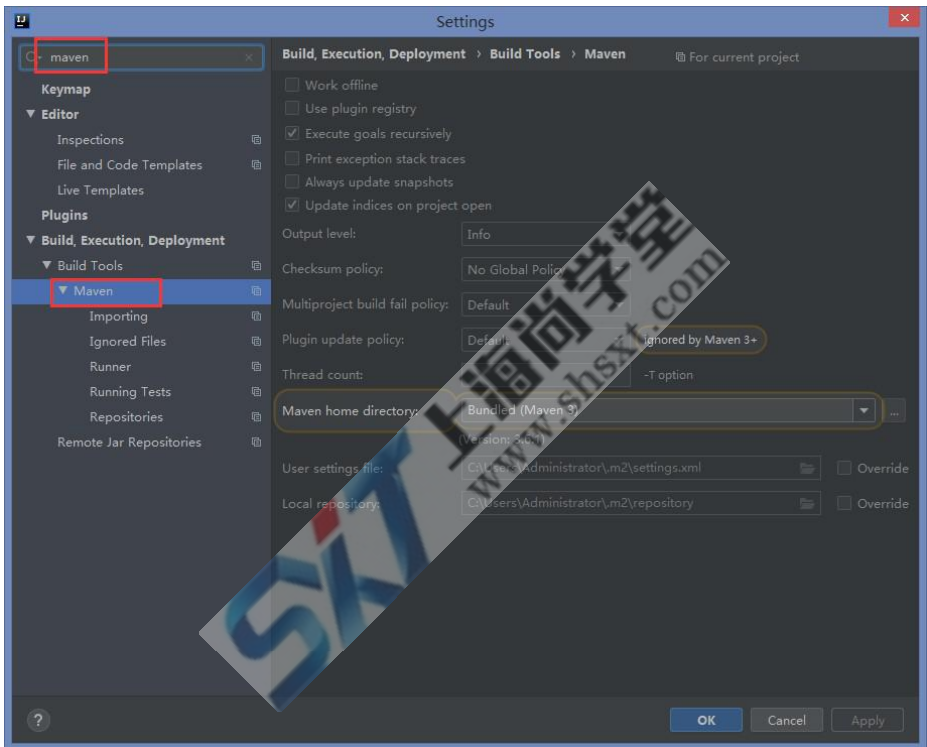 Settings
maven
Keymap
Editor
Inspections
File and Code Templates
Live Templates
Plugins
Build, Execution, Deployment
Build Tools
Maven
Importing
Ignored Files
Runner
Running Tests
Repositories
Remote Jar Repositories
Build, Execution, Deployment › Build Tools › Maven
For current project
Work offline
Use plugin registry
Execute goals recursively
Print exception stack traces
Always update snapshots
Update indices on project open
Output level: Info
Checksum policy: No Global Policy
Multiproject build fail policy: Default
Plugin update policy: Default Ignored by Maven 3+
Thread count: -T option
Maven home directory: Bundled (Maven 3) ...
(Version: 3.6.1)
User settings file: C:\Users\Administrator\.m2\settings.xml Override
Local repository: C:\Users\Administrator\.m2\repository Override
?
OK Cancel Apply
SXT 上海尚学堂
www.shsxt.com